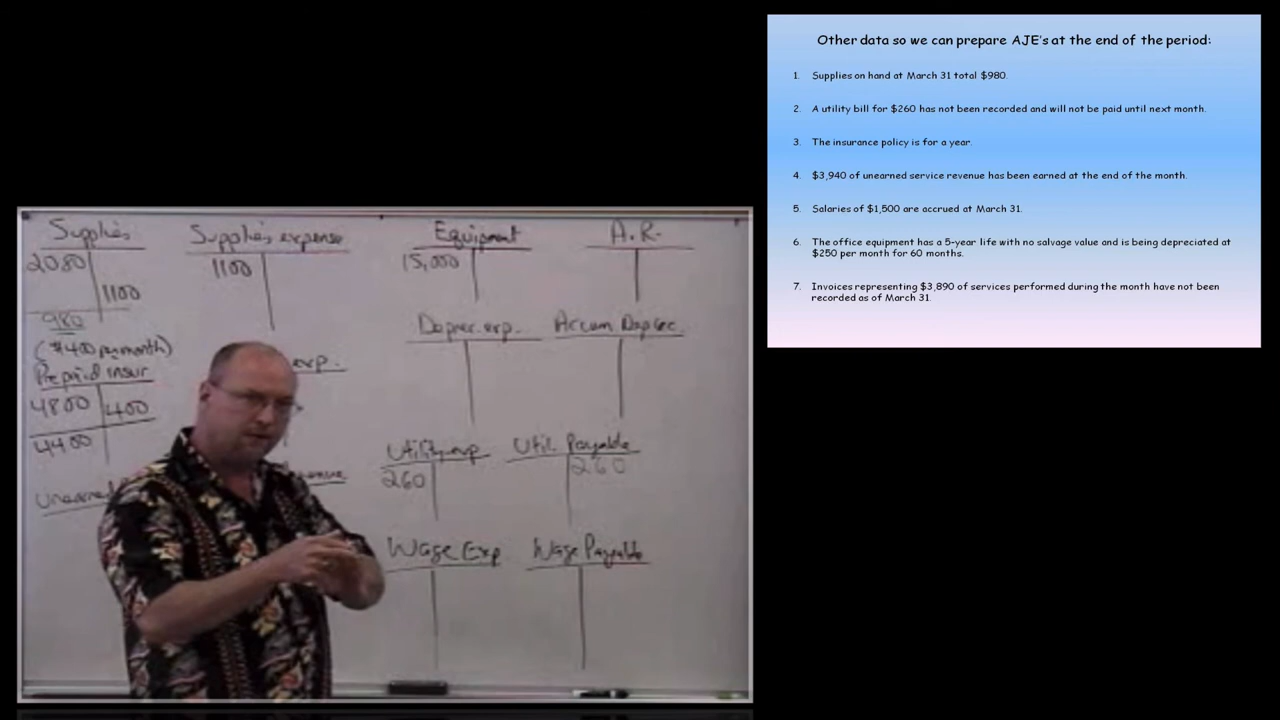 Other data so we can prepare AJE's at the end of the period:
1. Supplies on hand at March 31 total $980.
2. A utility bill for $260 has not been recorded and will not be paid until next month.
3. The insurance policy is for a year.
4. $3,940 of unearned service revenue has been earned at the end of the month.
5. Salaries of $1,500 are accrued at March 31.
6. The office equipment has a 5-year life with no salvage value and is being depreciated at
$250 per month for 60 months.
7. Invoices representing $3,890 of services performed during the month have not been
recorded as of March 31.
Supplies Supplies expense Equipment A.R.
2080 1100 15,000
1100
980
Deprec. exp. Accum Deprec.
($400 per month)
Prepaid insur exp.
4800 400
4400
Utility exp Util. Payable
260 260
Unearned
Wage Exp Wage Payable